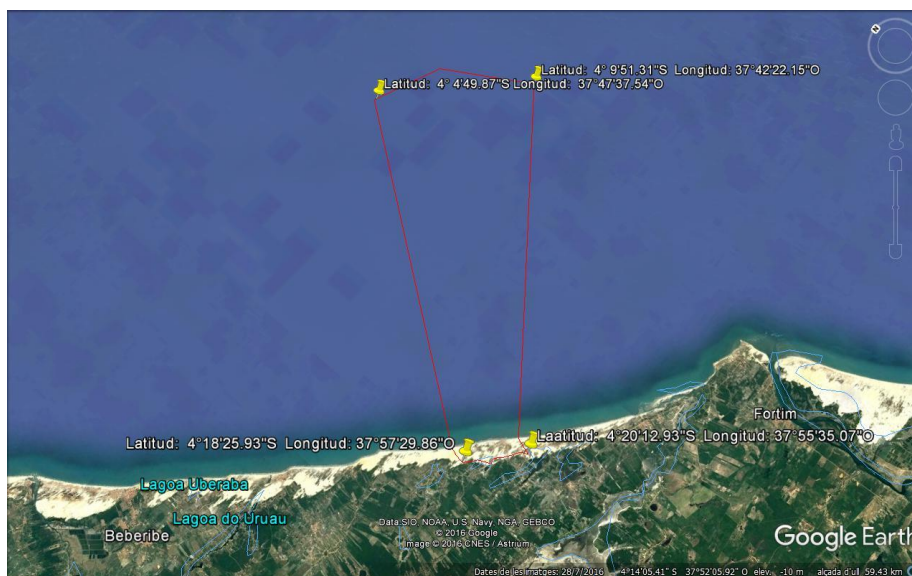 Latitud: 4° 9'51.31"S Longitud: 37°42'22.15"O
Latitud: 4° 4'49.87"S Longitud: 37°47'37.54"O
Latitud: 4°18'25.93"S Longitud: 37°57'29.86"O
Laatitud: 4°20'12.93"S Longitud: 37°55'35.07"O
Fortim
Lagoa Uberaba
Lagoa do Uruau
Beberibe
Data SIO, NOAA, U.S. Navy, NGA, GEBCO
© 2016 Google
Image © 2016 CNES / Astrium
Google Earth
Dates de les imatges: 28/7/2016 4°14'05.41" S 37°52'05.92" O elev. -10 m alçada d'ull 59.43 km